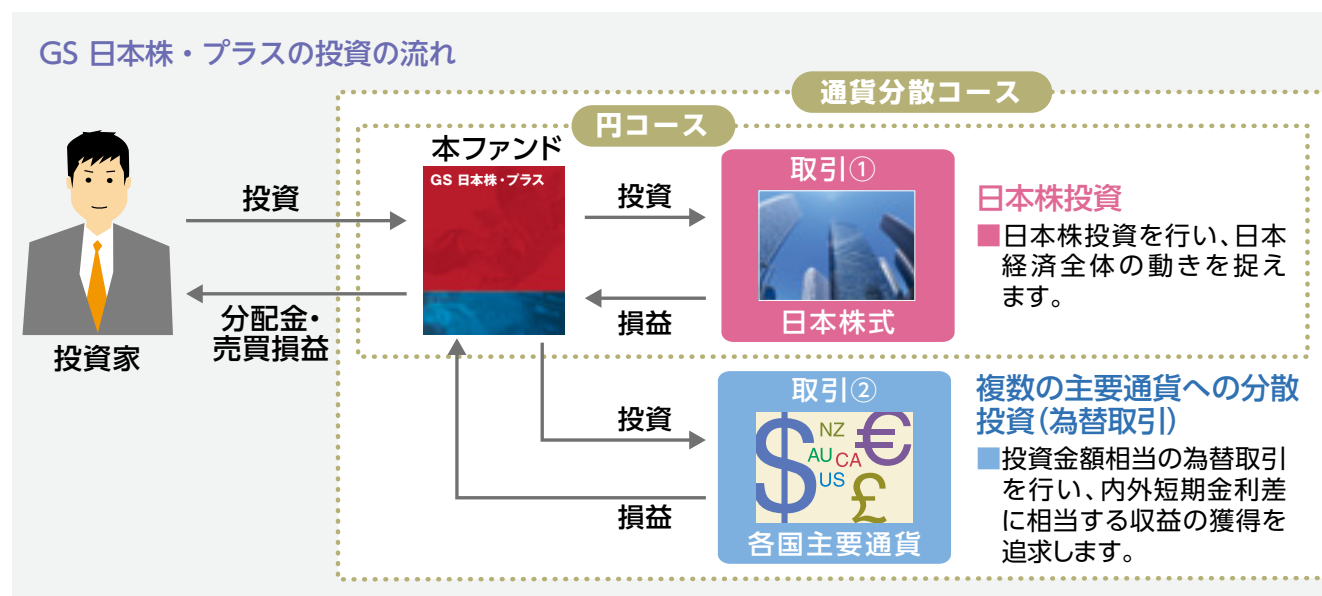 GS 日本株・プラスの投資の流れ
通貨分散コース
円コース
本ファンド
GS 日本株・プラス
投資
投資
取引①
日本株式
日本株投資
■日本株投資を行い、日本
経済全体の動きを捉え
ます。
分配金・
売買損益
損益
投資家
取引②
NZ
AU CA
US
$ € £
各国主要通貨
投資
損益
複数の主要通貨への分散
投資(為替取引)
■投資金額相当の為替取引
を行い、内外短期金利差
に相当する収益の獲得を
追求します。